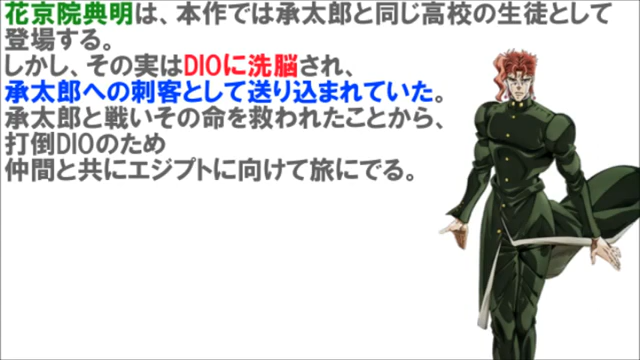 花京院典明は、本作では承太郎と同じ高校の生徒として
登場する。
しかし、その実はDIOに洗脳され、
承太郎への刺客として送り込まれていた。
承太郎と戦いその命を救われたことから、
打倒DIOのため
仲間と共にエジプトに向けて旅にでる。